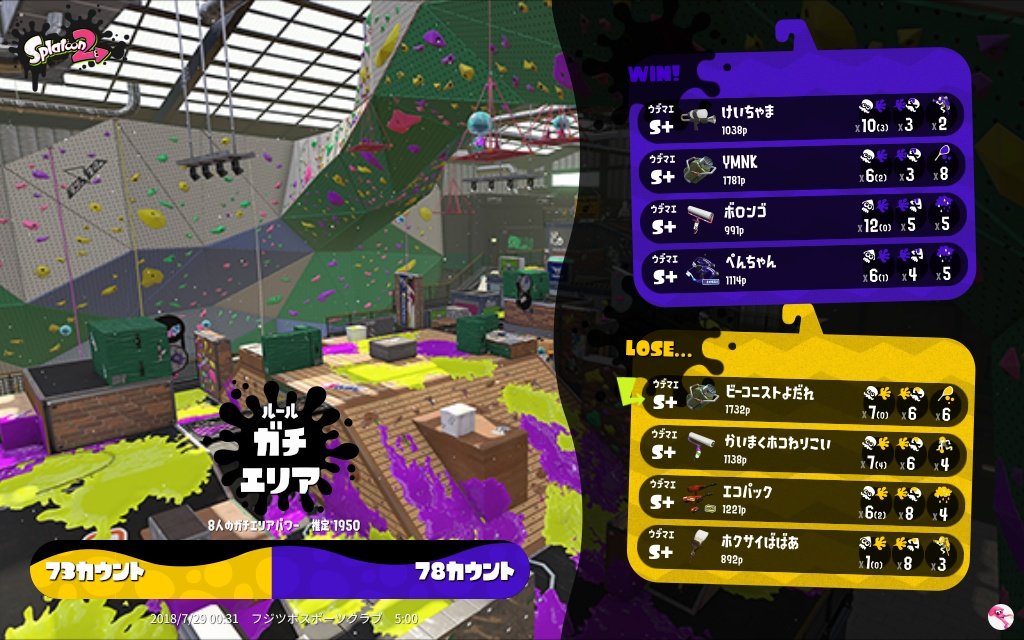 Splatoon 2
ルール
ガチ
エリア
8人のガチエリアパワー 推定 1950
73カウント
78カウント
2018/7/29 00:31 フジツボスポーツクラブ 5:00
WIN!
ウデマエ
S+
けいちゃま
1038p
x10(3)
x3
x2
ウデマエ
S+
YMNK
1781p
x6(2)
x3
x8
ウデマエ
S+
ボロンゴ
991p
x12(0)
x5
x5
ウデマエ
S+
べんちゃん
1114p
x6(1)
x4
x5
LOSE...
ウデマエ
S+
ビーコニストよだれ
1732p
x7(0)
x6
x6
ウデマエ
S+
かいまくホコわりこい
1138p
x7(4)
x6
x4
ウデマエ
S+
エコパック
1221p
x6(2)
x8
x4
ウデマエ
S+
ホクサイばばあ
892p
x1(0)
x8
x3